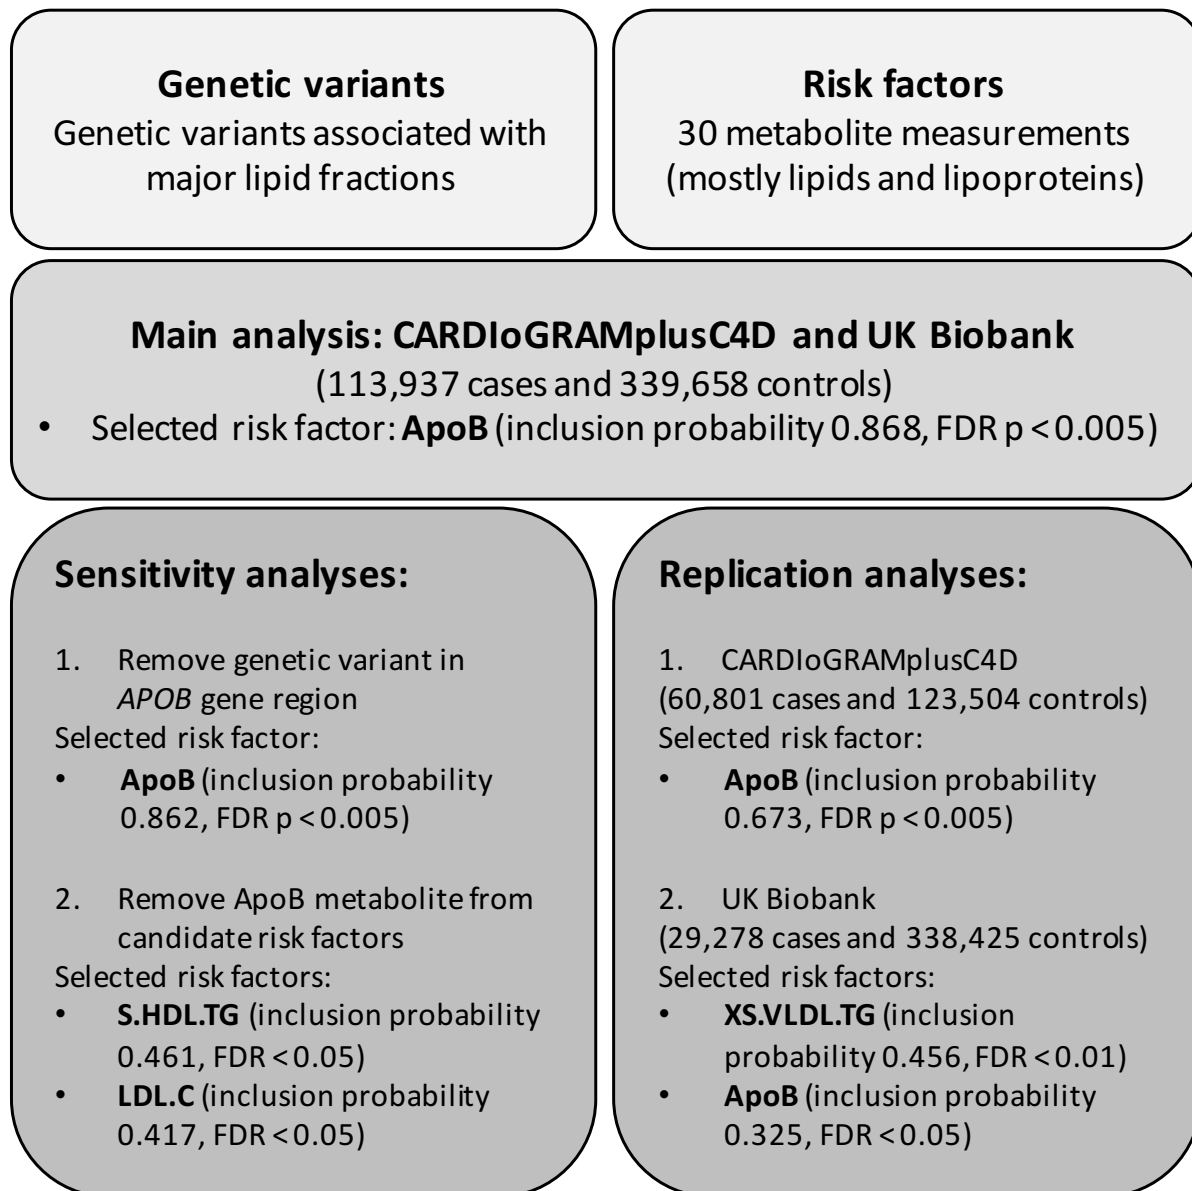 Genetic variants
Genetic variants associated with
major lipid fractions
Risk factors
30 metabolite measurements
(mostly lipids and lipoproteins)
Main analysis: CARDIoGRAMplusC4D and UK Biobank
(113,937 cases and 339,658 controls)
• Selected risk factor: ApoB (inclusion probability 0.868, FDR p < 0.005)
Sensitivity analyses:
1. Remove genetic variant in
APOB gene region
Selected risk factor:
• ApoB (inclusion probability
0.862, FDR p < 0.005)
2. Remove ApoB metabolite from
candidate risk factors
Selected risk factors:
• S.HDL.TG (inclusion probability
0.461, FDR < 0.05)
• LDL.C (inclusion probability
0.417, FDR < 0.05)
Replication analyses:
1. CARDIoGRAMplusC4D
(60,801 cases and 123,504 controls)
Selected risk factor:
• ApoB (inclusion probability
0.673, FDR p < 0.005)
2. UK Biobank
(29,278 cases and 338,425 controls)
Selected risk factors:
• XS.VLDL.TG (inclusion
probability 0.456, FDR < 0.01)
• ApoB (inclusion probability
0.325, FDR < 0.05)